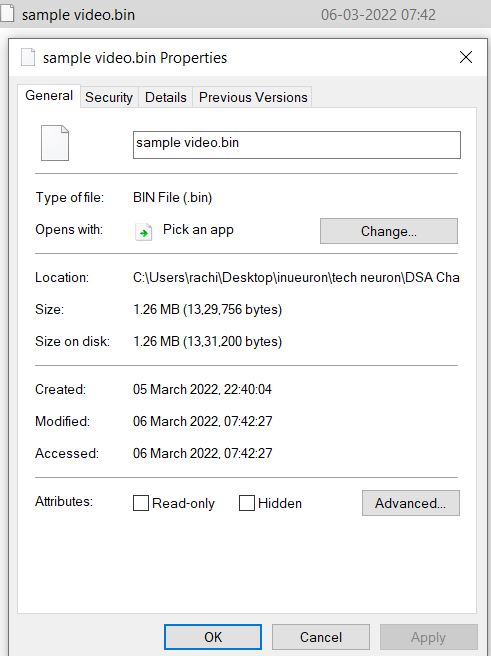 sample video.bin 06-03-2022 07:42
sample video.bin Properties
General Security Details Previous Versions
sample video.bin
Type of file: BIN File (.bin)
Opens with: Pick an app Change...
Location: C:\Users\rachi\Desktop\inueuron\tech neuron\DSA Cha
Size: 1.26 MB (13,29,756 bytes)
Size on disk: 1.26 MB (13,31,200 bytes)
Created: 05 March 2022, 22:40:04
Modified: 06 March 2022, 07:42:27
Accessed: 06 March 2022, 07:42:27
Attributes: Read-only Hidden Advanced...
OK Cancel Apply